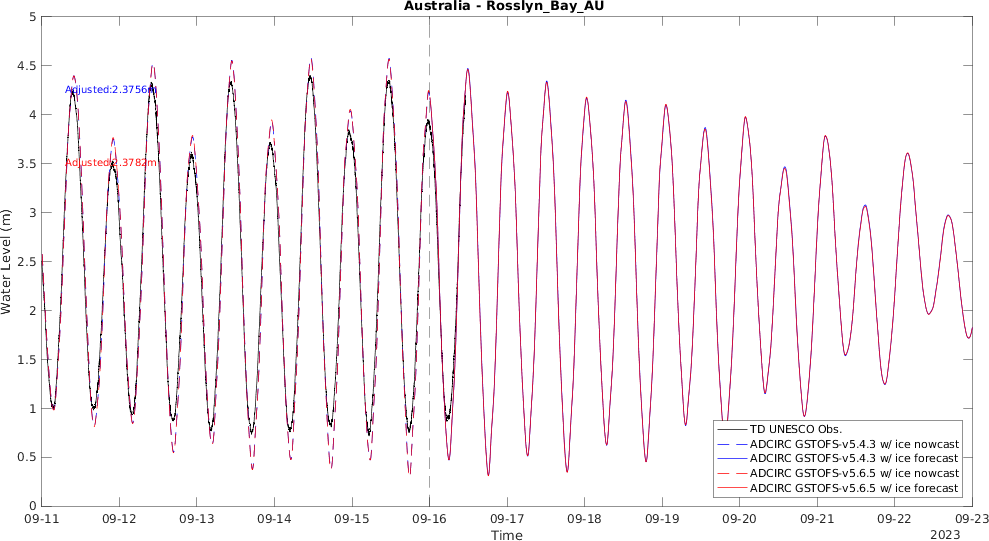 Australia - Rosslyn_Bay_AU
5
4.5
4
3.5
3
2.5
2
1.5
1
0.5
0
Water Level (m)
Adjusted:2.3756m
Adjusted:2.3782m
TD UNESCO Obs.
ADCIRC GSTOFS-v5.4.3 w/ ice nowcast
ADCIRC GSTOFS-v5.4.3 w/ ice forecast
ADCIRC GSTOFS-v5.6.5 w/ ice nowcast
ADCIRC GSTOFS-v5.6.5 w/ ice forecast
09-11 09-12 09-13 09-14 09-15 09-16 09-17 09-18 09-19 09-20 09-21 09-22 09-23
Time
2023